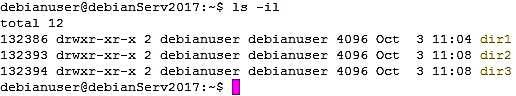 debianuser@debianServ2017:~$ ls -il
total 12
132386 drwxr-xr-x 2 debianuser debianuser 4096 Oct  3 11:04 dir1
132393 drwxr-xr-x 2 debianuser debianuser 4096 Oct  3 11:08 dir2
132394 drwxr-xr-x 2 debianuser debianuser 4096 Oct  3 11:08 dir3
debianuser@debianServ2017:~$